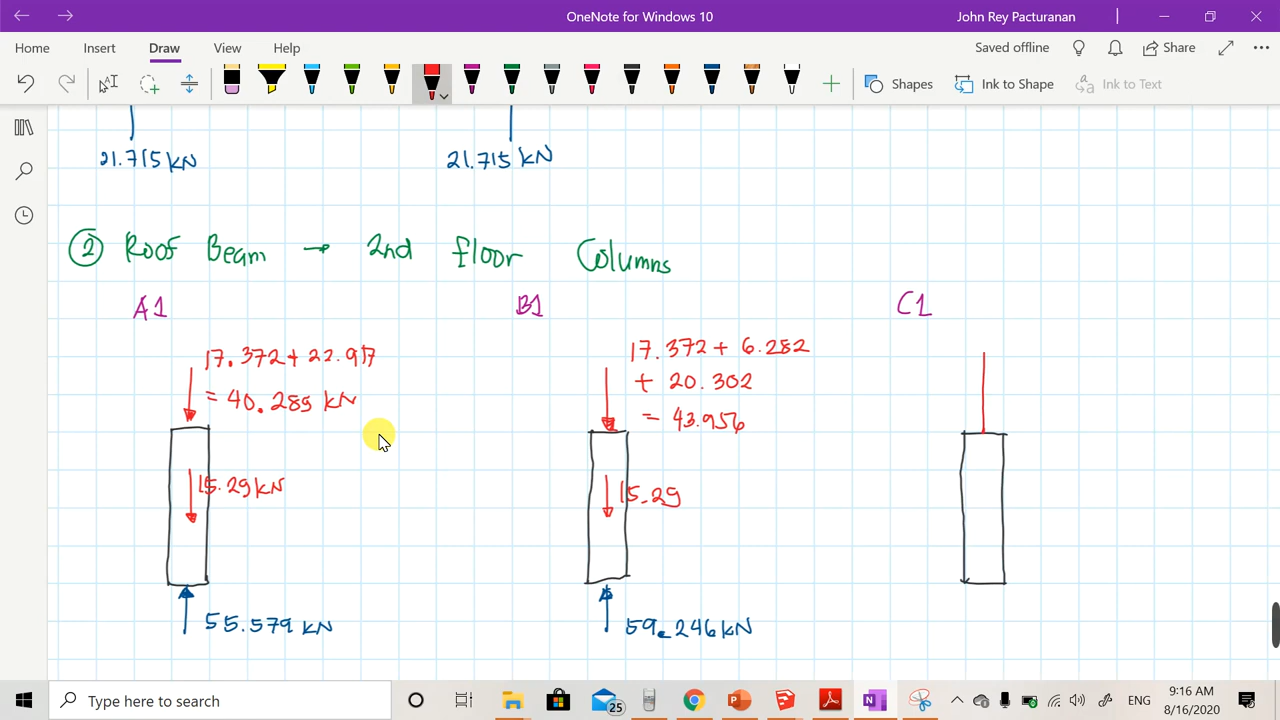 OneNote for Windows 10
John Rey Pacturanan
Home Insert Draw View Help
Saved offline
Share
Shapes
Ink to Shape
Ink to Text
21.715 kN
21.715 kN
② Roof Beam → 2nd floor Columns
A1
B1
C1
17.372 + 22.917
= 40.289 kN
15.29 kN
55.579 kN
17.372 + 6.282
+ 20.302
= 43.956
15.29
59.246 kN
Type here to search
25
ENG
9:16 AM
8/16/2020